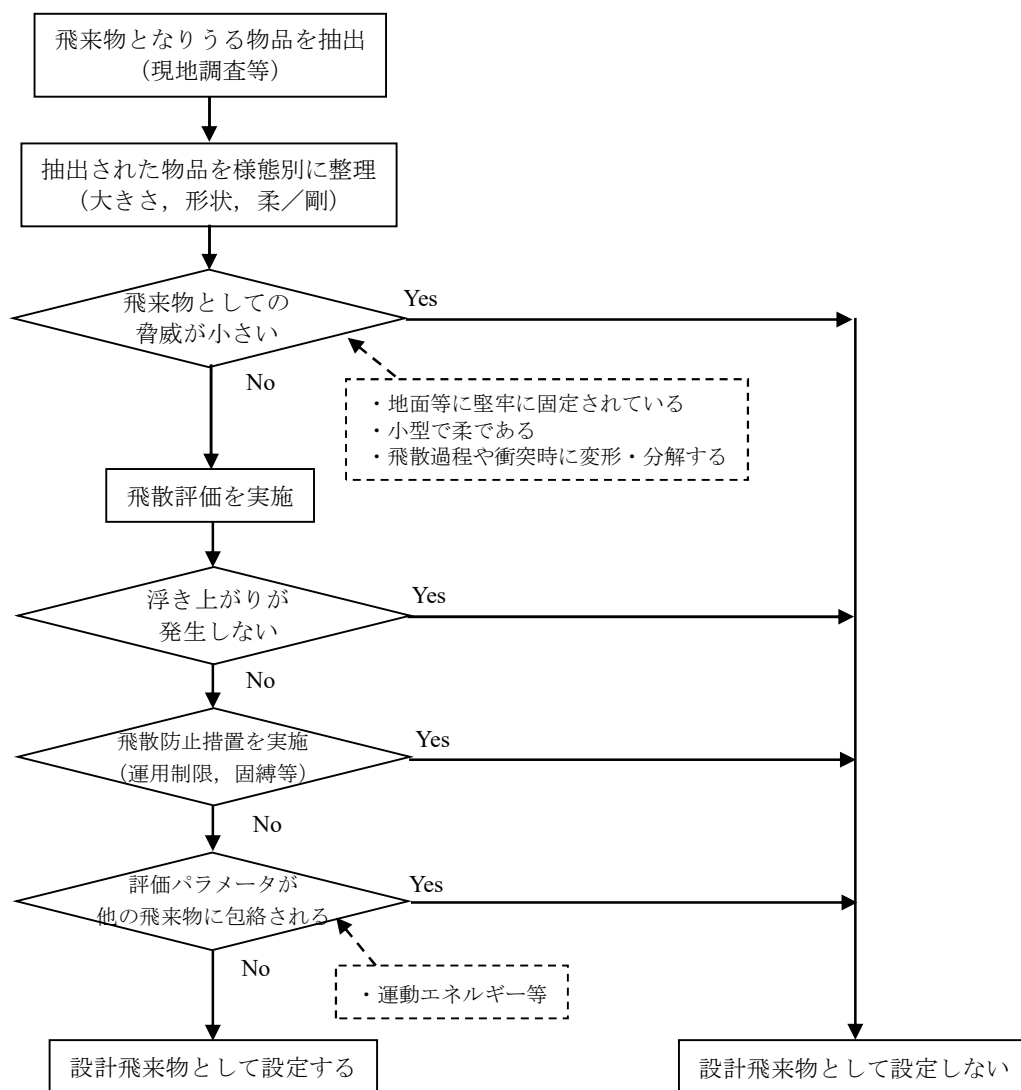 飛来物となりうる物品を抽出
（現地調査等）
抽出された物品を様態別に整理
（大きさ，形状，柔／剛）
飛来物としての
脅威が小さい
Yes
No
・地面等に堅牢に固定されている
・小型で柔である
・飛散過程や衝突時に変形・分解する
飛散評価を実施
浮き上がりが
発生しない
Yes
No
飛散防止措置を実施
（運用制限，固縛等）
Yes
No
評価パラメータが
他の飛来物に包絡される
Yes
No
・運動エネルギー等
設計飛来物として設定する
設計飛来物として設定しない